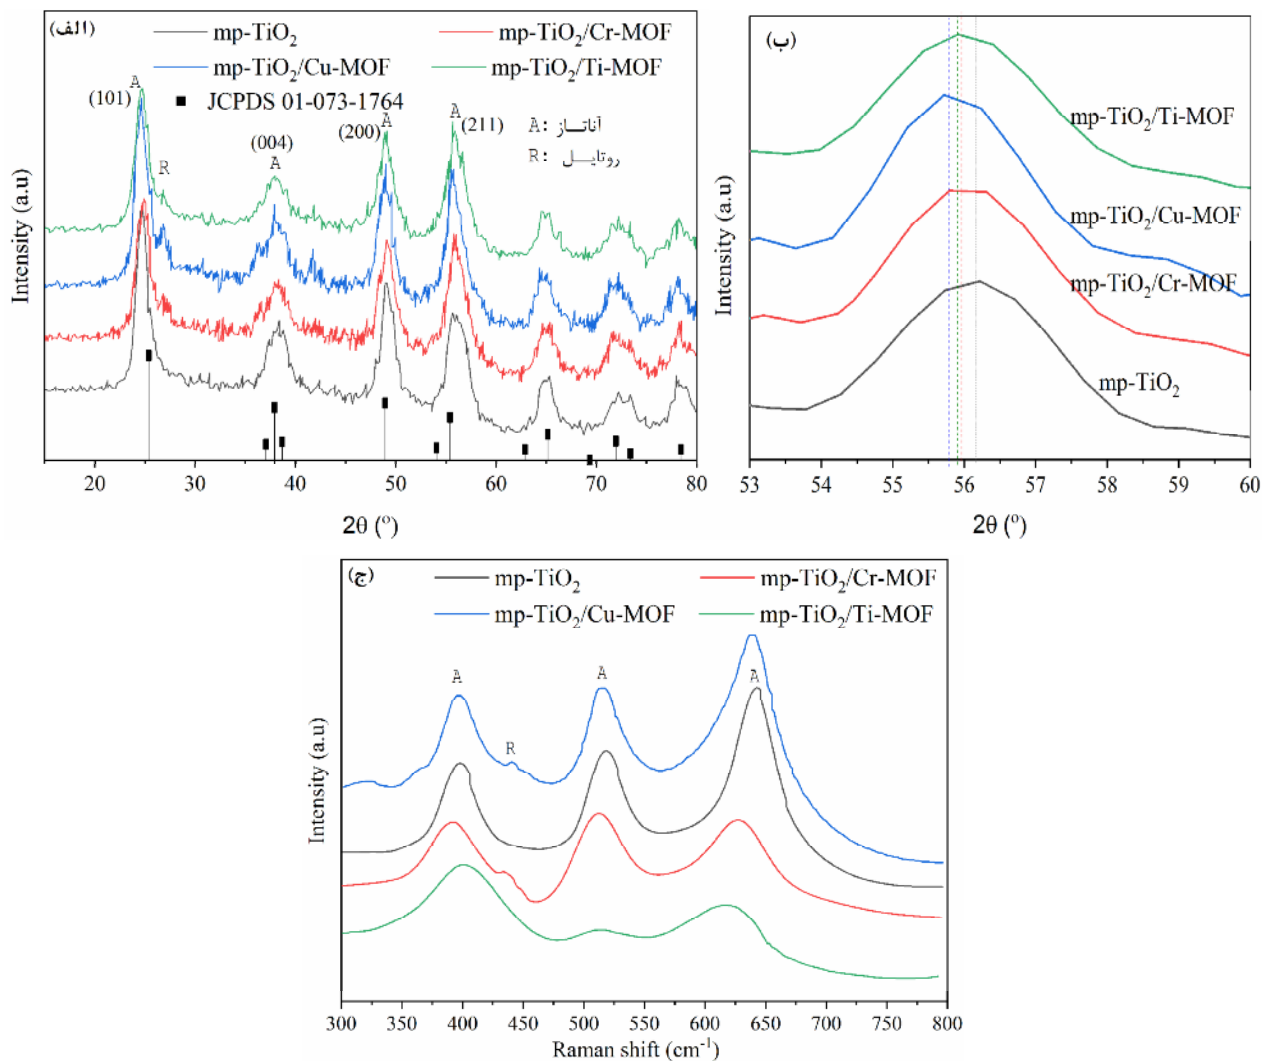 (الف)
mp-TiO₂
mp-TiO₂/Cr-MOF
mp-TiO₂/Cu-MOF
mp-TiO₂/Ti-MOF
JCPDS 01-073-1764
A
(101)
R
(004)
A
(200)
A
A
(211)
A: آناتاز
R: روتایل
Intensity (a.u)
20 30 40 50 60 70 80
2θ (°)
(ب)
mp-TiO₂/Ti-MOF
mp-TiO₂/Cu-MOF
mp-TiO₂/Cr-MOF
mp-TiO₂
Intensity (a.u)
53 54 55 56 57 58 59 60
2θ (°)
(ج)
mp-TiO₂
mp-TiO₂/Cr-MOF
mp-TiO₂/Cu-MOF
mp-TiO₂/Ti-MOF
A
R
A
A
Intensity (a.u)
300 350 400 450 500 550 600 650 700 750 800
Raman shift (cm⁻¹)